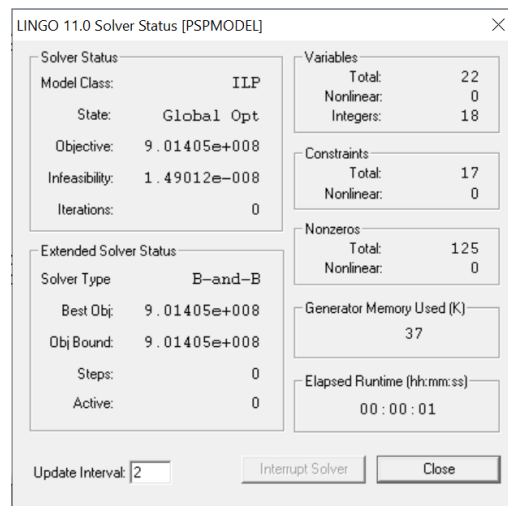 LINGO 11.0 Solver Status [PSPMODEL]
Solver Status
Model Class: ILP
State: Global Opt
Objective: 9.01405e+008
Infeasibility: 1.49012e-008
Iterations: 0
Extended Solver Status
Solver Type B-and-B
Best Obj: 9.01405e+008
Obj Bound: 9.01405e+008
Steps: 0
Active: 0
Variables
Total: 22
Nonlinear: 0
Integers: 18
Constraints
Total: 17
Nonlinear: 0
Nonzeros
Total: 125
Nonlinear: 0
Generator Memory Used (K)
37
Elapsed Runtime (hh:mm:ss)
00:00:01
Update Interval: 2
Interrupt Solver
Close